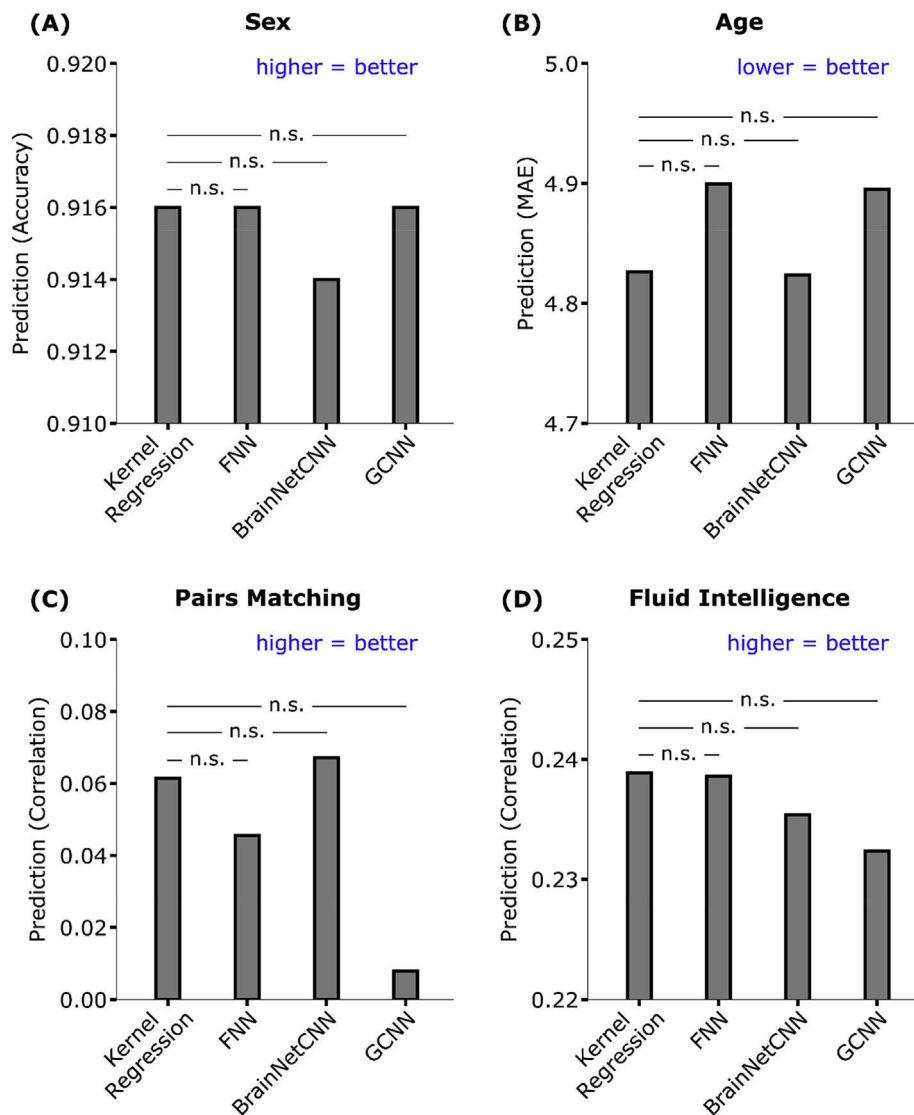 (A) Sex
higher = better
Prediction (Accuracy)
0.920
0.918
0.916
0.914
0.912
0.910
n.s.
n.s.
n.s.
Kernel
Regression
FNN
BrainNetCNN
GCNN
(B) Age
lower = better
Prediction (MAE)
5.0
4.9
4.8
4.7
n.s.
n.s.
n.s.
Kernel
Regression
FNN
BrainNetCNN
GCNN
(C) Pairs Matching
higher = better
Prediction (Correlation)
0.10
0.08
0.06
0.04
0.02
0.00
n.s.
n.s.
n.s.
Kernel
Regression
FNN
BrainNetCNN
GCNN
(D) Fluid Intelligence
higher = better
Prediction (Correlation)
0.25
0.24
0.23
0.22
n.s.
n.s.
n.s.
Kernel
Regression
FNN
BrainNetCNN
GCNN